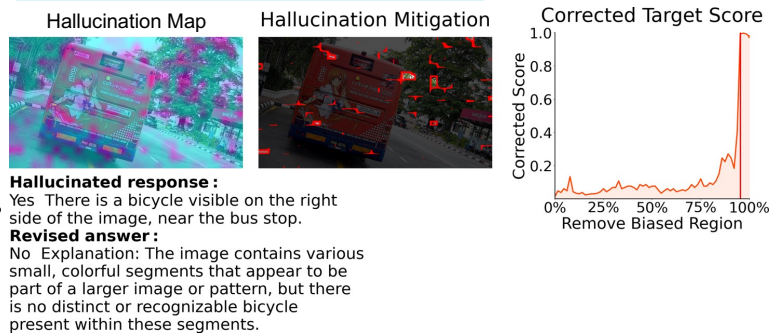 Hallucination Map
Hallucination Mitigation
Corrected Target Score
Hallucinated response:
Yes There is a bicycle visible on the right
side of the image, near the bus stop.
Revised answer:
No Explanation: The image contains various
small, colorful segments that appear to be
part of a larger image or pattern, but there
is no distinct or recognizable bicycle
present within these segments.
Corrected Score
1.0
0.8
0.6
0.4
0.2
0% 25% 50% 75% 100%
Remove Biased Region